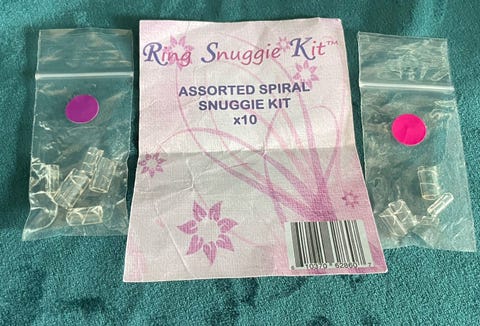 Ring Snuggie Kit™
ASSORTED SPIRAL
SNUGGIE KIT
x10